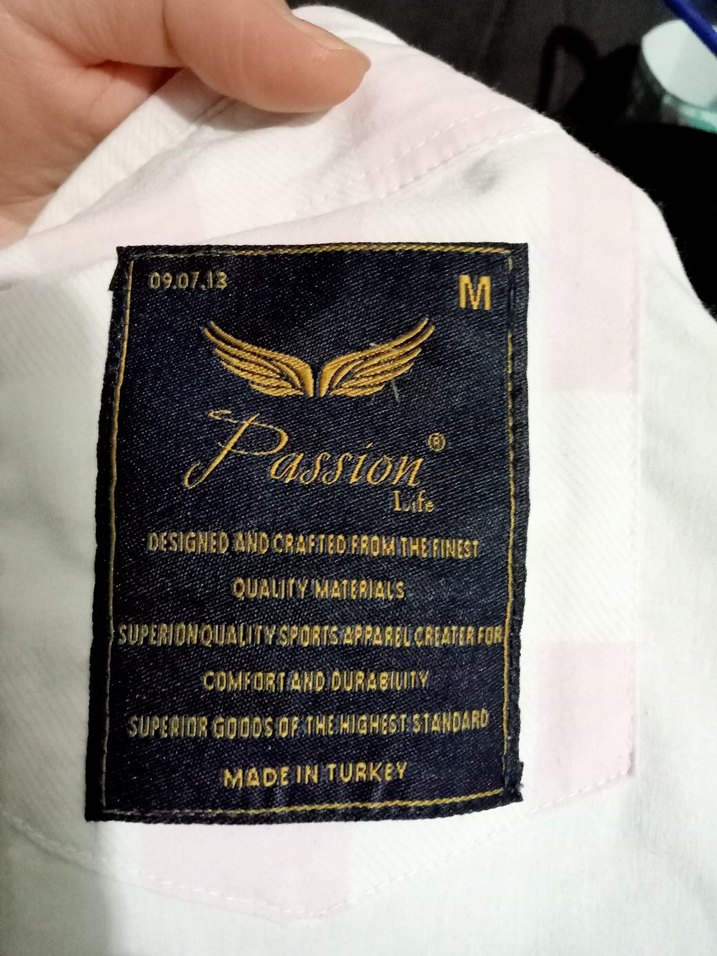 09.07.13 M
Passion®
Life
DESIGNED AND CRAFTED FROM THE FINEST
QUALITY MATERIALS
SUPERION QUALITY SPORTS APPAREL CREATER FOR
COMFORT AND DURABILITY
SUPERIOR GOODS OF THE HIGHEST STANDARD
MADE IN TURKEY